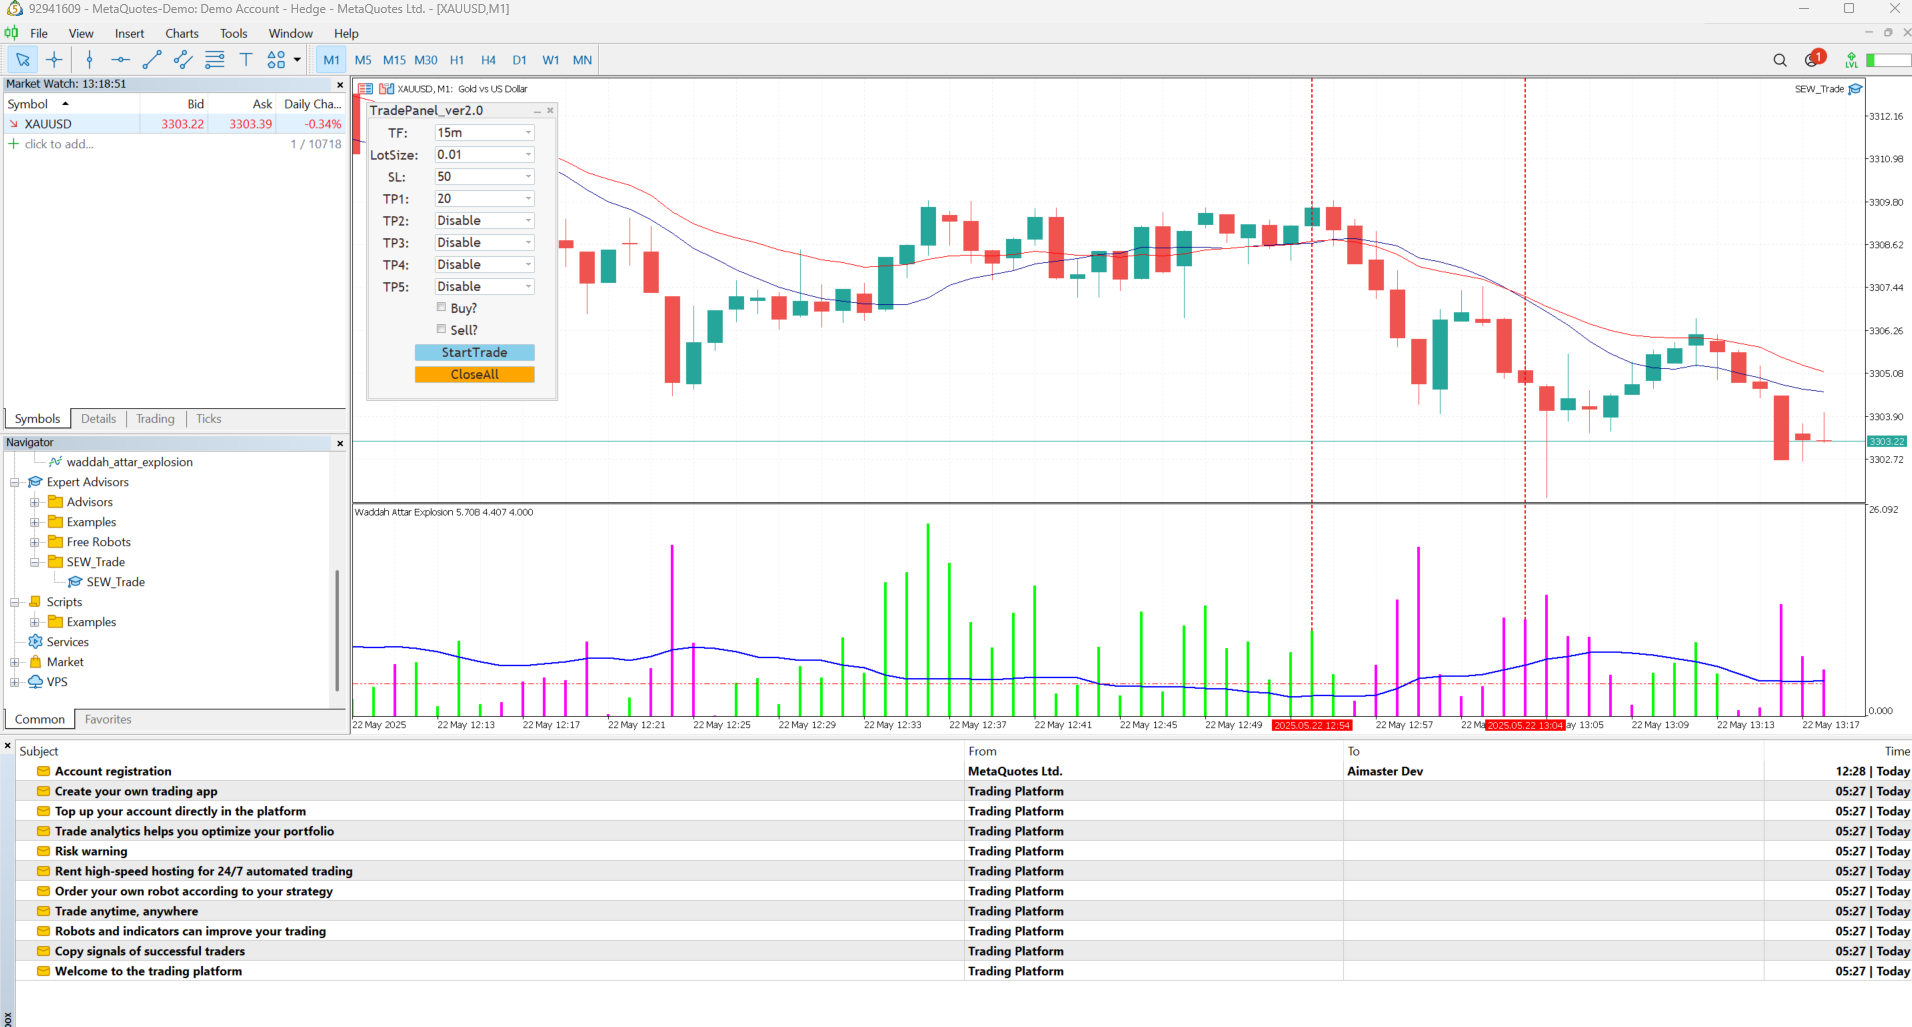 92941609 - MetaQuotes-Demo: Demo Account - Hedge - MetaQuotes Ltd. - [XAUUSD,M1]
File View Insert Charts Tools Window Help
T M1 M5 M15 M30 H1 H4 D1 W1 MN 1 LVL
Market Watch: 13:18:51
Symbol Bid Ask Daily Cha...
XAUUSD 3303.22 3303.39 -0.34%
click to add... 1 / 10718
Symbols Details Trading Ticks
Navigator
waddah_attar_explosion
Expert Advisors
Advisors
Examples
Free Robots
SEW_Trade
SEW_Trade
Scripts
Examples
Services
Market
VPS
Common Favorites
XAUUSD, M1: Gold vs US Dollar
SEW_Trade
TradePanel_ver2.0
TF: 15m
LotSize: 0.01
SL: 50
TP1: 20
TP2: Disable
TP3: Disable
TP4: Disable
TP5: Disable
Buy?
Sell?
StartTrade
CloseAll
3312.16
3310.98
3309.80
3308.62
3307.44
3306.26
3305.08
3303.90
3303.22
3302.72
Waddah Attar Explosion 5.708 4.407 4.000
26.092
0.000
22 May 2025 22 May 12:13 22 May 12:17 22 May 12:21 22 May 12:25 22 May 12:29 22 May 12:33 22 May 12:37 22 May 12:41 22 May 12:45 22 May 12:49 2025.05.22 12:54 22 May 12:57 22 Ma 2025.05.22 13:04 y 13:05 22 May 13:09 22 May 13:13 22 May 13:17
Subject From To Time
Account registration MetaQuotes Ltd. Aimaster Dev 12:28 | Today
Create your own trading app Trading Platform 05:27 | Today
Top up your account directly in the platform Trading Platform 05:27 | Today
Trade analytics helps you optimize your portfolio Trading Platform 05:27 | Today
Risk warning Trading Platform 05:27 | Today
Rent high-speed hosting for 24/7 automated trading Trading Platform 05:27 | Today
Order your own robot according to your strategy Trading Platform 05:27 | Today
Trade anytime, anywhere Trading Platform 05:27 | Today
Robots and indicators can improve your trading Trading Platform 05:27 | Today
Copy signals of successful traders Trading Platform 05:27 | Today
Welcome to the trading platform Trading Platform 05:27 | Today